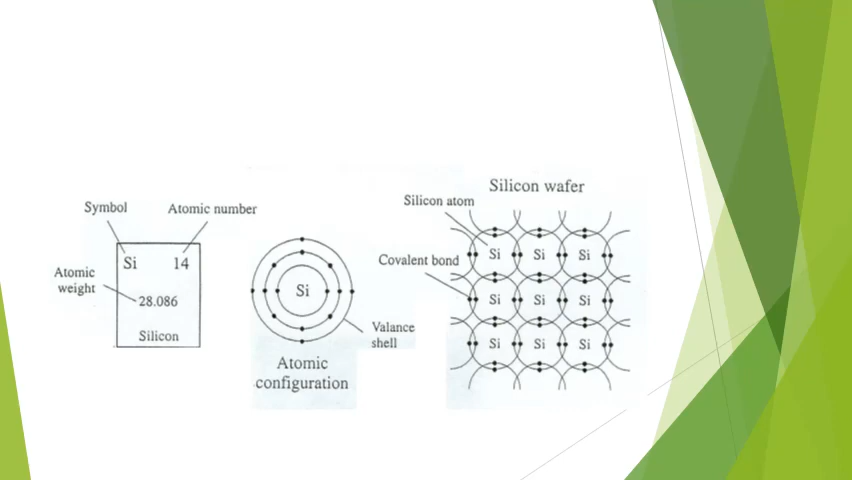 Symbol
Atomic number
Si 14
Atomic
weight
28.086
Silicon
Si
Valance
shell
Atomic
configuration
Silicon wafer
Silicon atom
Covalent bond
Si Si Si
Si Si Si
Si Si Si